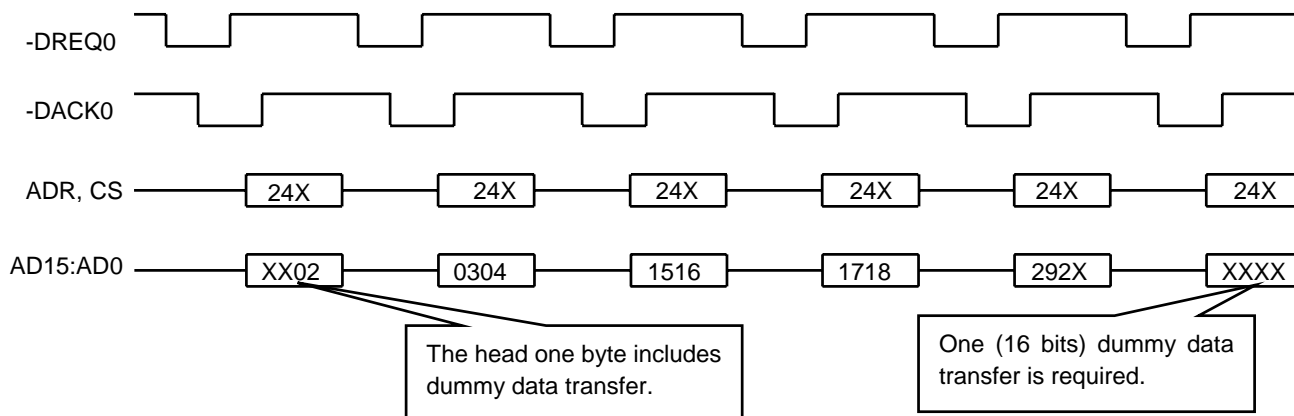 -DREQ0
-DACK0
ADR, CS 24X 24X 24X 24X 24X 24X
AD15:AD0 XX02 0304 1516 1718 292X XXXX
The head one byte includes
dummy data transfer.
One (16 bits) dummy data
transfer is required.